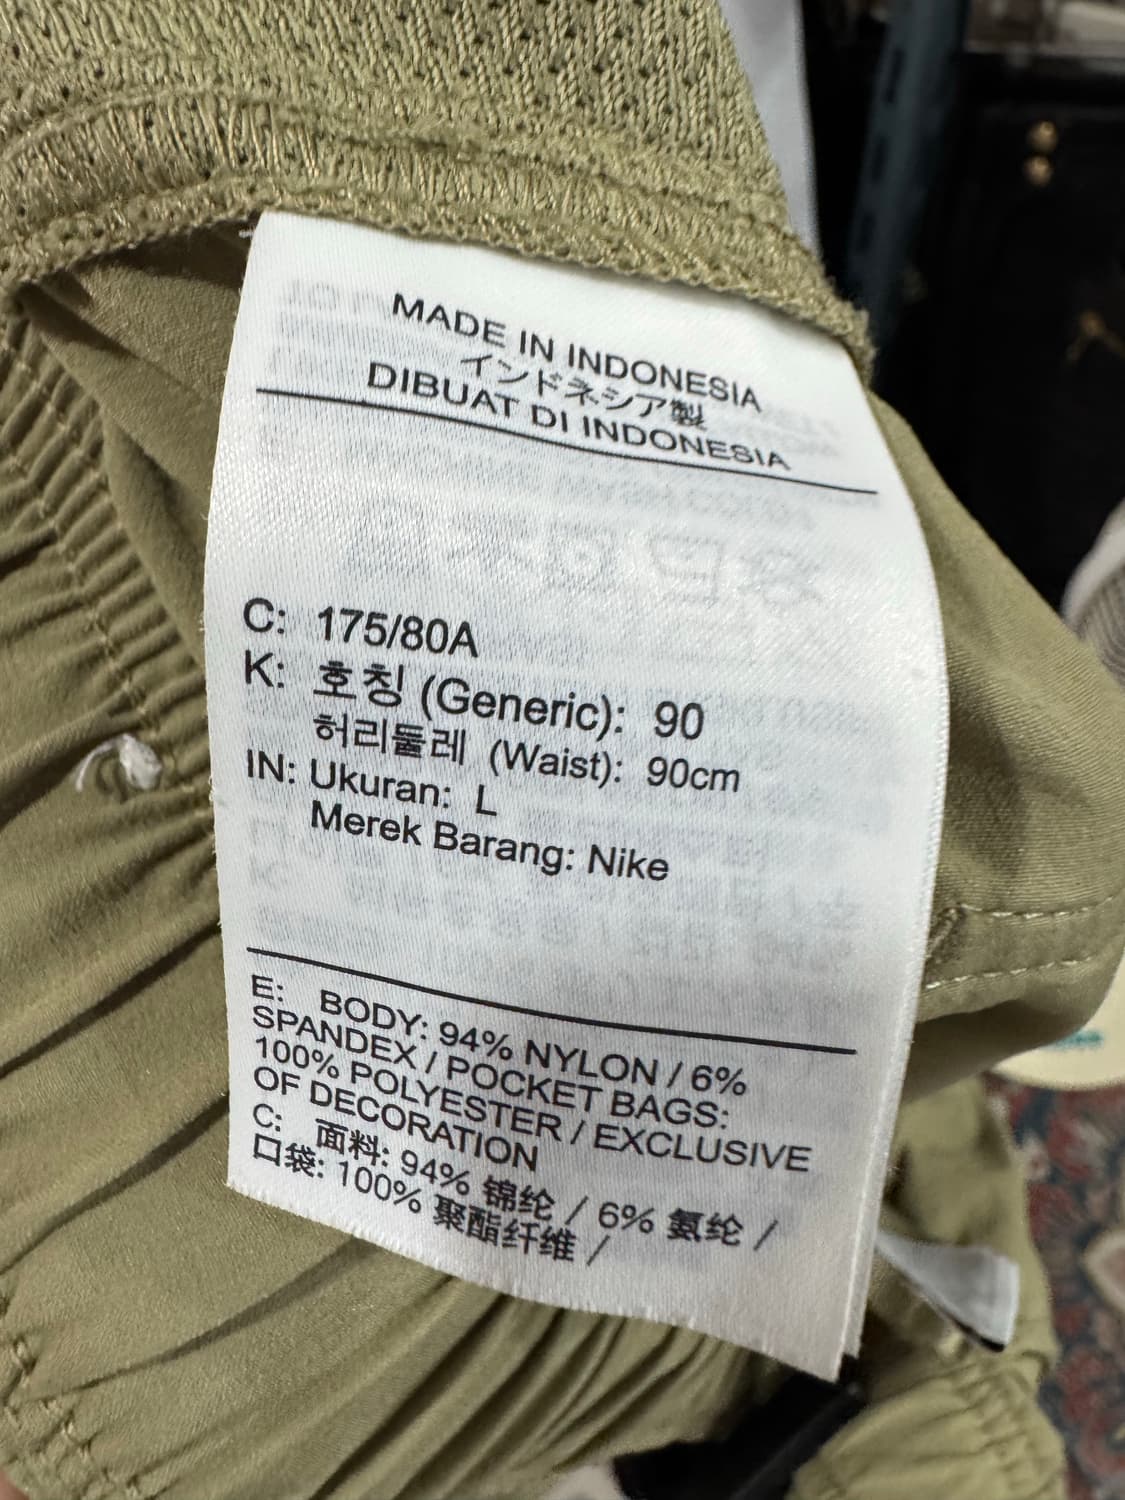 MADE IN INDONESIA
インドネシア製
DIBUAT DI INDONESIA
C: 175/80A
K: 호칭 (Generic): 90
허리둘레 (Waist): 90cm
IN: Ukuran: L
Merek Barang: Nike
E: BODY: 94% NYLON / 6%
SPANDEX / POCKET BAGS:
100% POLYESTER / EXCLUSIVE
OF DECORATION
C: 面料: 94% 锦纶 / 6% 氨纶 /
口袋: 100% 聚酯纤维 /